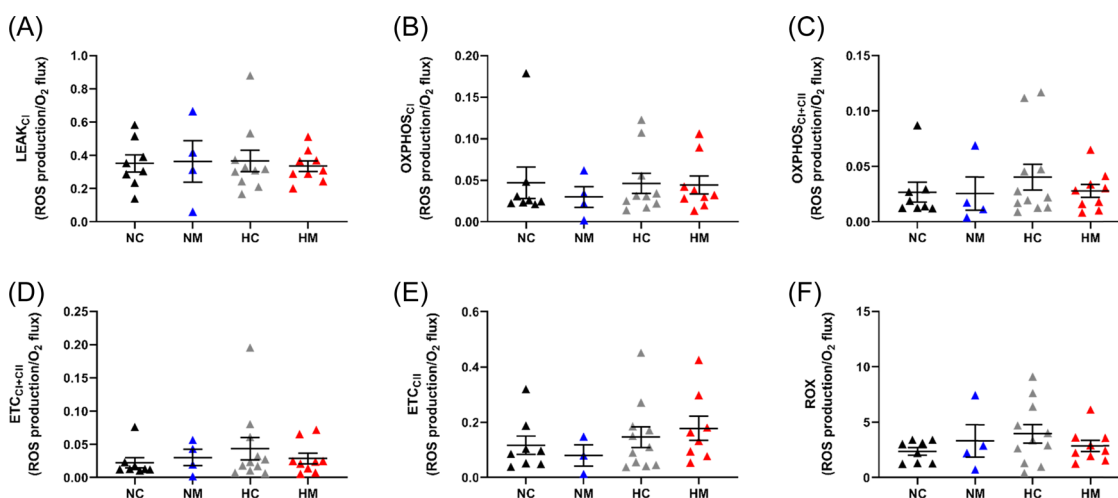 (A)
LEAK_CI
(ROS production/O₂ flux)
1.0
0.8
0.6
0.4
0.2
0.0
NC NM HC HM
(B)
OXPHOS_CI
(ROS production/O₂ flux)
0.20
0.15
0.10
0.05
0.00
NC NM HC HM
(C)
OXPHOS_CI+CII
(ROS production/O₂ flux)
0.15
0.10
0.05
0.00
NC NM HC HM
(D)
ETC_CI+CII
(ROS production/O₂ flux)
0.25
0.20
0.15
0.10
0.05
0.00
NC NM HC HM
(E)
ETC_CII
(ROS production/O₂ flux)
0.6
0.4
0.2
0.0
NC NM HC HM
(F)
ROX
(ROS production/O₂ flux)
15
10
5
0
NC NM HC HM